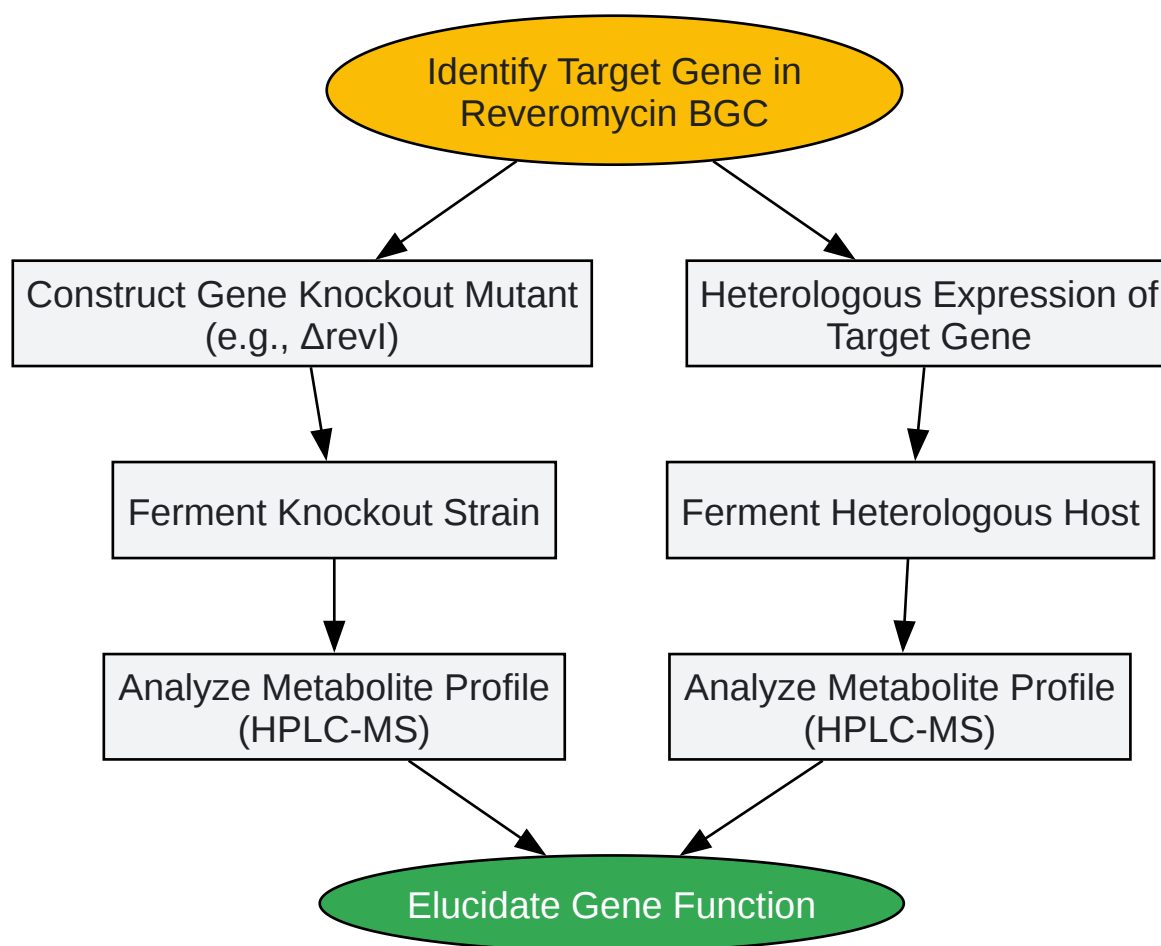 Identify Target Gene in
Reveromycin BGC
Construct Gene Knockout Mutant
(e.g., ΔrevI)
Heterologous Expression of
Target Gene
Ferment Knockout Strain
Ferment Heterologous Host
Analyze Metabolite Profile
(HPLC-MS)
Analyze Metabolite Profile
(HPLC-MS)
Elucidate Gene Function